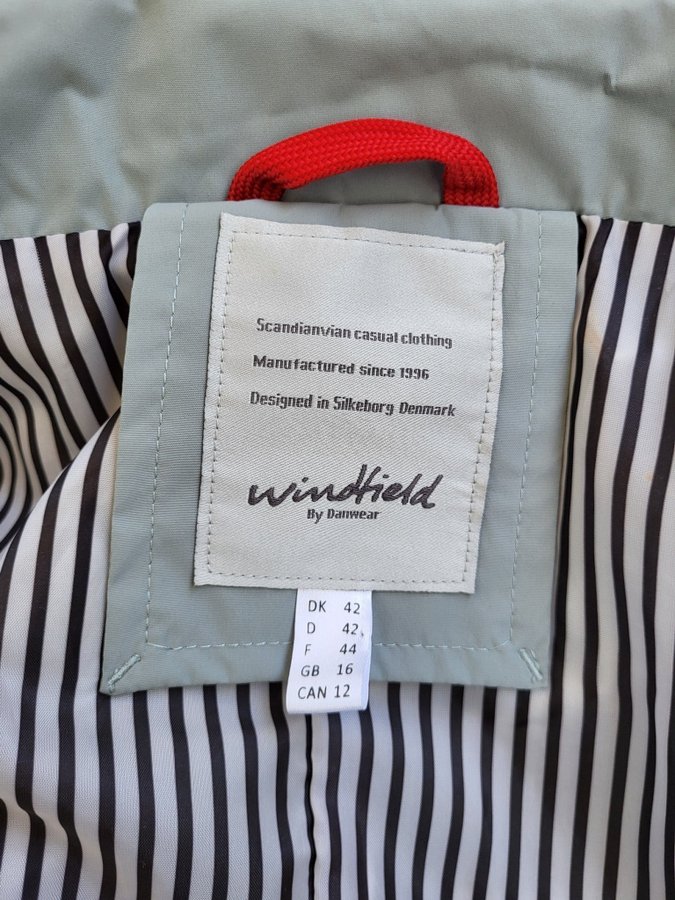 Scandianvian casual clothing
Manufactured since 1996
Designed in Silkeborg Denmark
Windfield
By Danwear
DK 42
D 42
F 44
GB 16
CAN 12